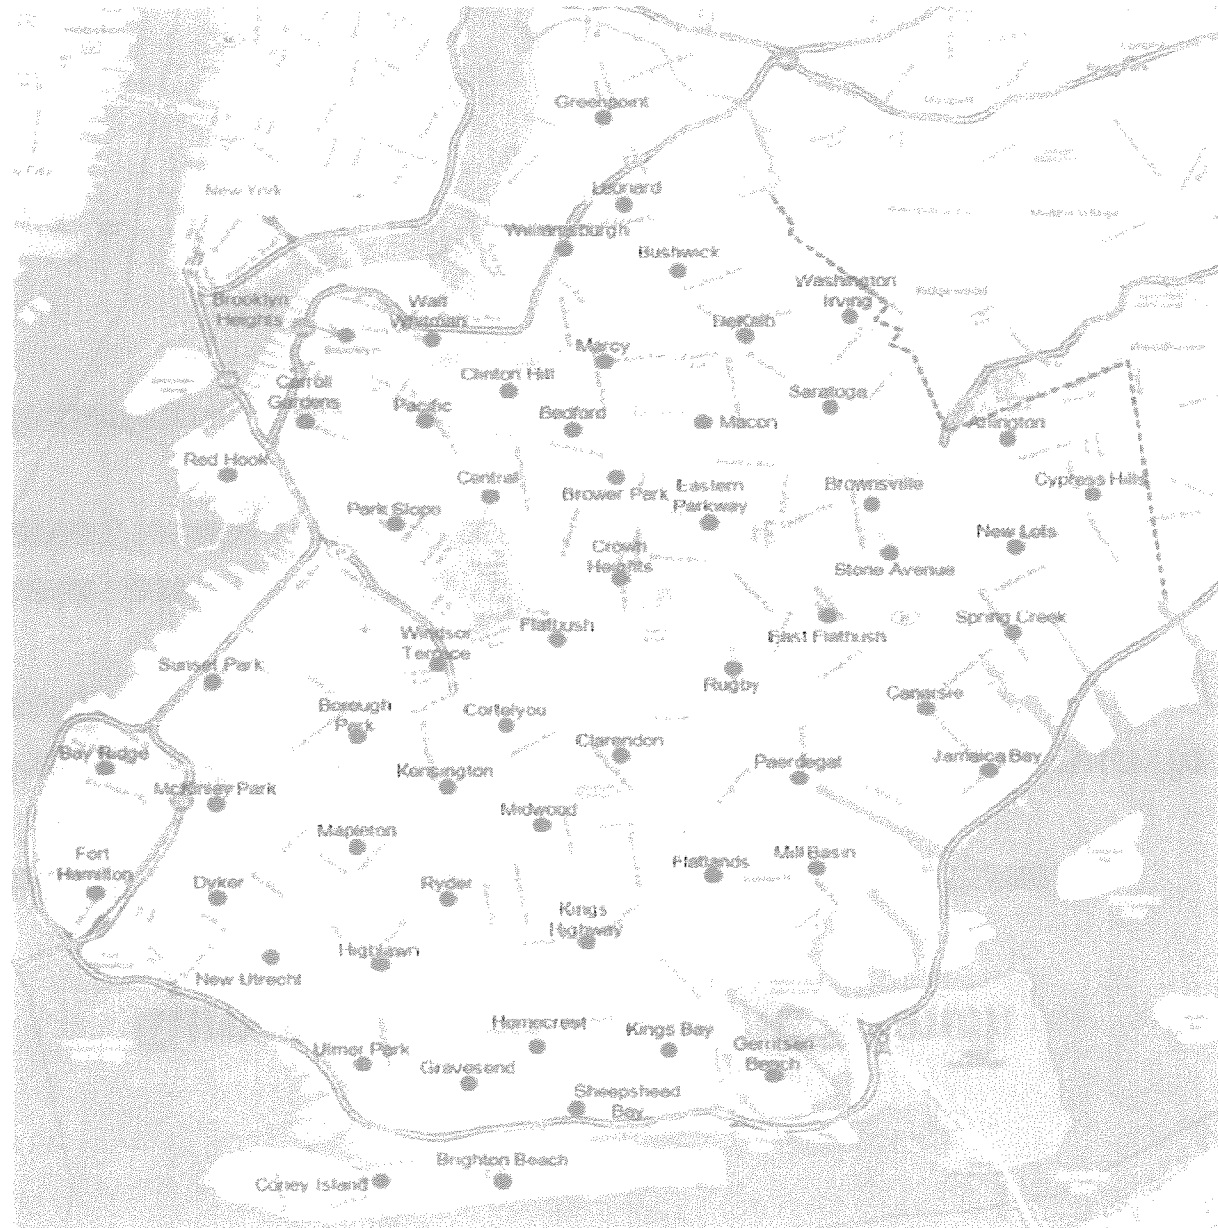 Greenpoint
New York
Leonard
Williamsburgh
Bushwick
Washington
Irving
Ridgewood
Brooklyn
Heights
Walt
Whitman
DeKalb
Marcy
Clinton Hill
Carroll
Gardens
Pacific
Bedford
Macon
Saratoga
Arlington
Red Hook
Central
Brower Park
Eastern
Parkway
Brownsville
Cypress Hills
Park Slope
Crown
Heights
New Lots
Stone Avenue
Windsor
Terrace
Flatbush
East Flatbush
Spring Creek
Sunset Park
Rugby
Canarsie
Borough
Park
Cortelyou
Clarendon
Bay Ridge
Kensington
Paerdegat
Jamaica Bay
McKinley Park
Midwood
Mapleton
Fort
Hamilton
Dyker
Ryder
Flatlands
Mill Basin
Kings
Highway
Highlawn
New Utrecht
Homecrest
Kings Bay
Gerritsen
Beach
Ulmer Park
Gravesend
Sheepshead
Bay
Brighton Beach
Coney Island